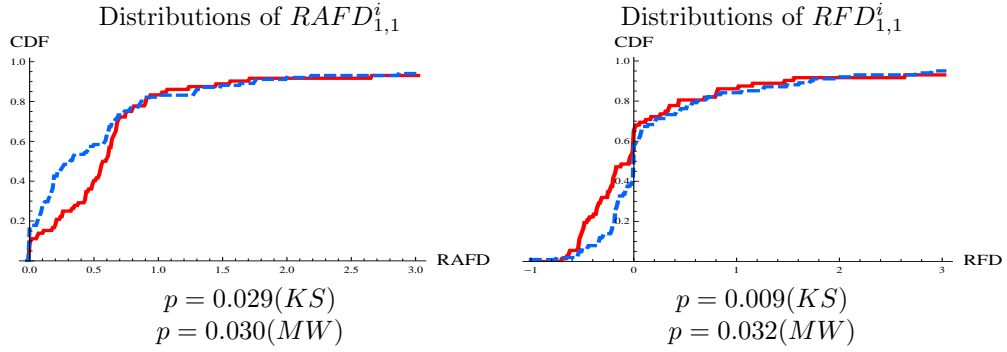 Distributions of $RAFD^i_{1,1}$
CDF
1.0
0.8
0.6
0.4
0.2
0.0 0.5 1.0 1.5 2.0 2.5 3.0
RAFD
p = 0.029(KS)
p = 0.030(MW)
Distributions of $RFD^i_{1,1}$
CDF
1.0
0.8
0.6
0.4
0.2
-1 0 1 2 3
RFD
p = 0.009(KS)
p = 0.032(MW)